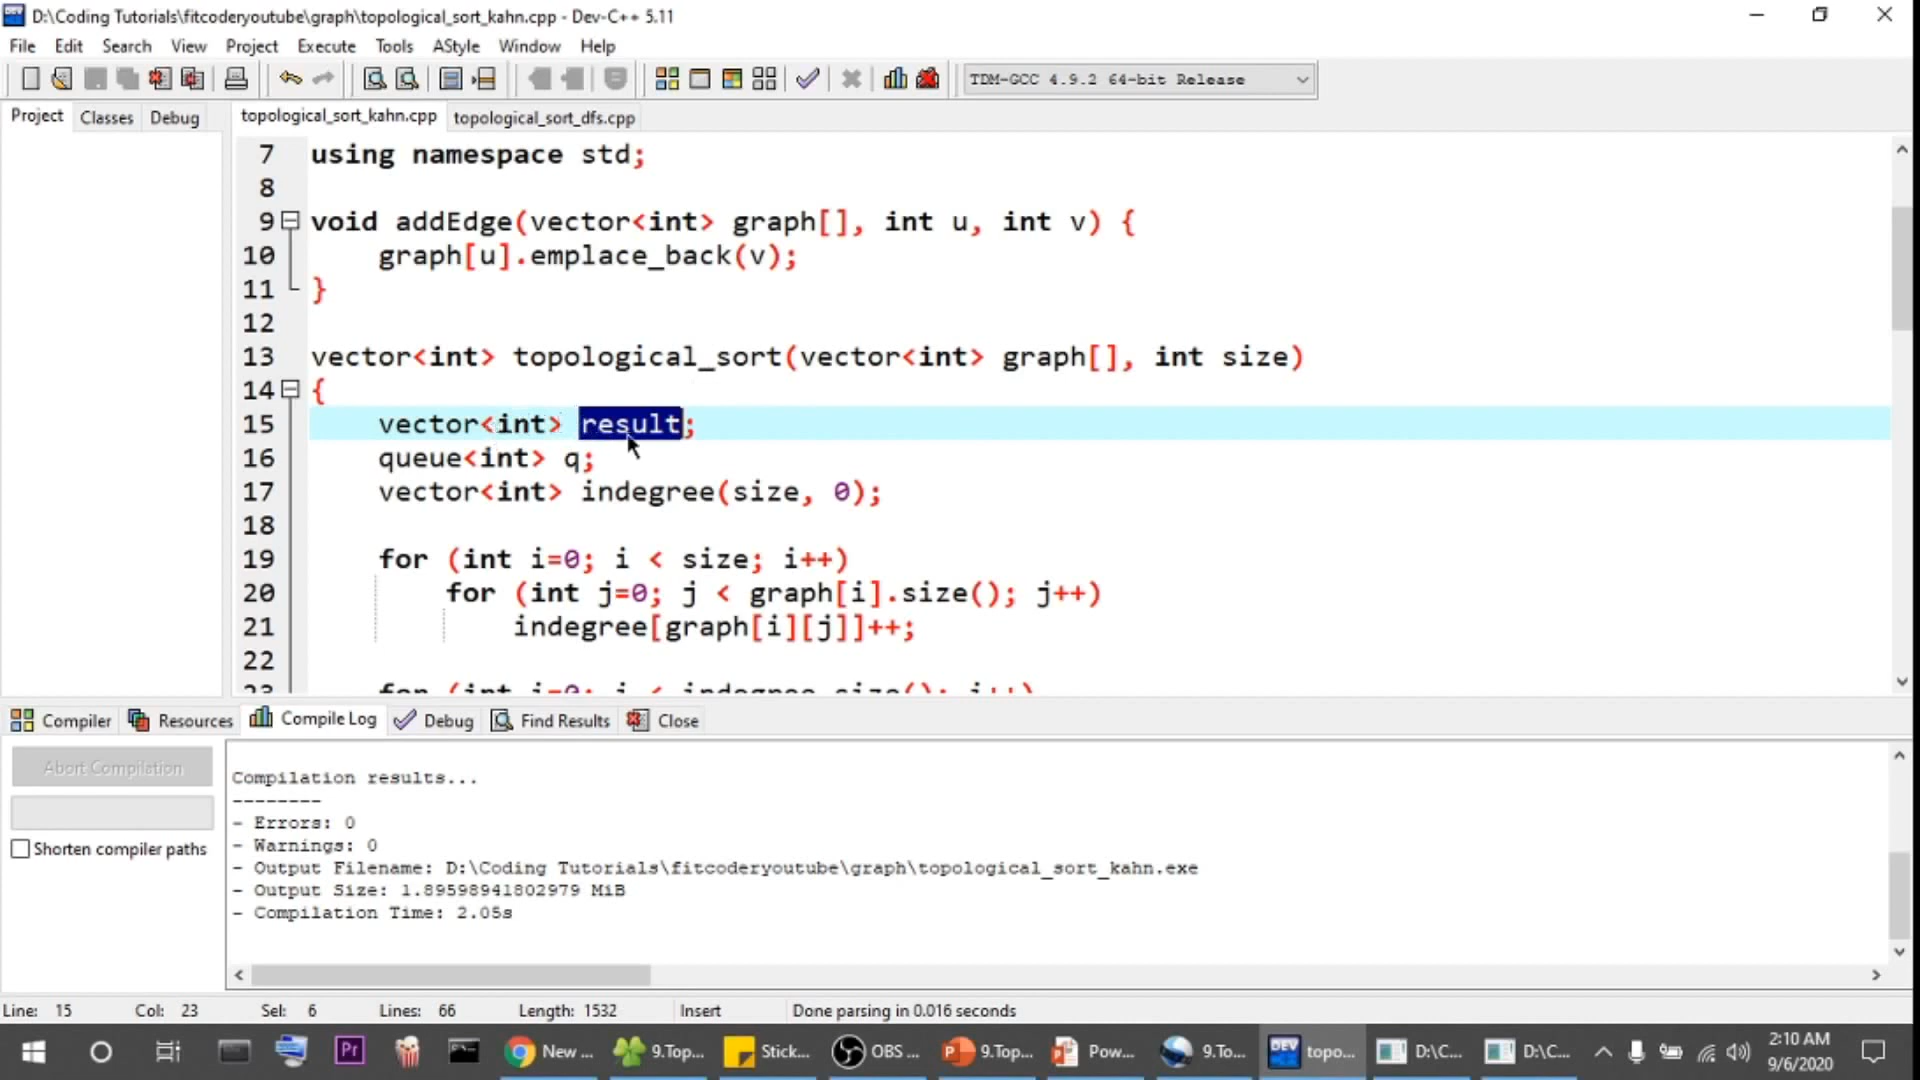 D:\Coding Tutorials\fitcoderyoutube\graph\topological_sort_kahn.cpp - Dev-C++ 5.11
File Edit Search View Project Execute Tools AStyle Window Help
TDM-GCC 4.9.2 64-bit Release
Project Classes Debug topological_sort_kahn.cpp topological_sort_dfs.cpp
7 using namespace std;
8
9 void addEdge(vector<int> graph[], int u, int v) {
10 graph[u].emplace_back(v);
11 }
12
13 vector<int> topological_sort(vector<int> graph[], int size)
14 {
15 vector<int> result;
16 queue<int> q;
17 vector<int> indegree(size, 0);
18
19 for (int i=0; i < size; i++)
20 for (int j=0; j < graph[i].size(); j++)
21 indegree[graph[i][j]]++;
22
23 for (int i=0; i < indegree.size(); i++)
Compiler Resources Compile Log Debug Find Results Close
Abort Compilation
Shorten compiler paths
Compilation results...
--------
- Errors: 0
- Warnings: 0
- Output Filename: D:\Coding Tutorials\fitcoderyoutube\graph\topological_sort_kahn.exe
- Output Size: 1.89598941802979 MiB
- Compilation Time: 2.05s
Line: 15 Col: 23 Sel: 6 Lines: 66 Length: 1532 Insert Done parsing in 0.016 seconds
Pr New ... 9.Top... Stick... OBS ... 9.Top... Pow... 9.To... DEV topo... D:\C... D:\C...
2:10 AM
9/6/2020